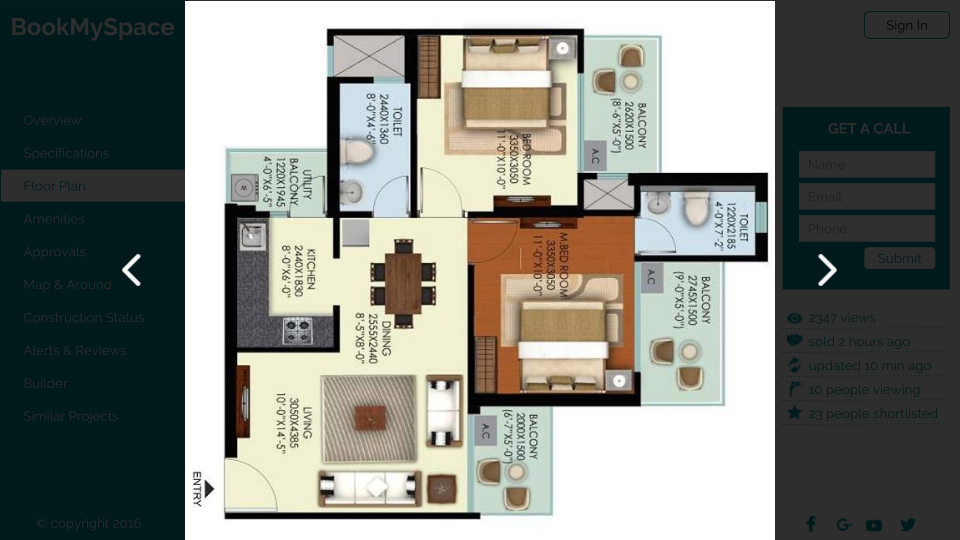 BookMySpace
Sign In
Overview
Specifications
Floor Plan
Amenities
Approvals
Map & Around
Construction Status
Alerts & Reviews
Builder
Similar Projects
© copyright 2016
TOILET
2440X1360
8'-0"X4'-6"
BED ROOM
3350X3050
11'-0"X10'-0"
BALCONY
2620X1500
(8'-6"X5'-0")
A.C
UTILITY
BALCONY
1220X1945
4'-0"X6'-5"
TOILET
1220X2185
4'-0"X7'-2"
KITCHEN
2440X1830
8'-0"X6'-0"
M.BED ROOM
3350X3050
11'-0"X10'-0"
A.C
BALCONY
2745X1500
(9'-0"X5'-0")
DINING
2555X2440
8'-5"X8'-0"
LIVING
3050X4385
10'-0"X14'-5"
A.C
BALCONY
2000X1500
(6'-7"X5'-0")
ENTRY
GET A CALL
Name
Email
Phone
Submit
2347 views
sold 2 hours ago
updated 10 min ago
10 people viewing
23 people shortlisted